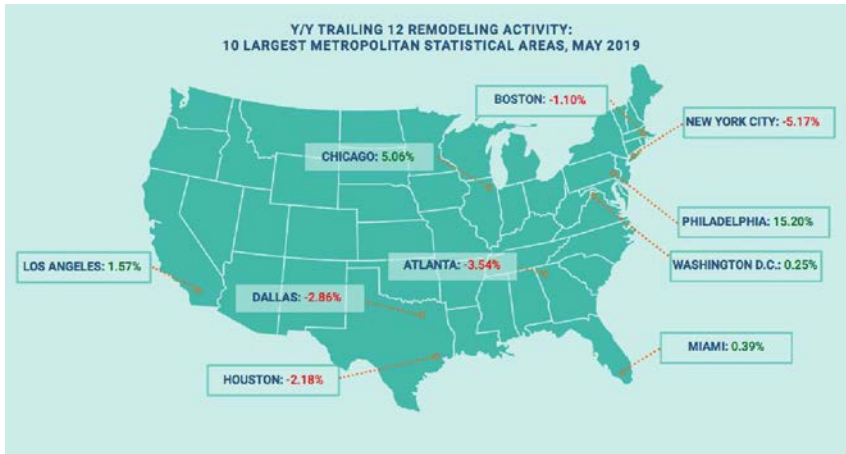 Y/Y TRAILING 12 REMODELING ACTIVITY:
10 LARGEST METROPOLITAN STATISTICAL AREAS, MAY 2019
BOSTON: -1.10%
NEW YORK CITY: -5.17%
CHICAGO: 5.06%
PHILADELPHIA: 15.20%
LOS ANGELES: 1.57%
ATLANTA: -3.54%
WASHINGTON D.C.: 0.25%
DALLAS: -2.86%
MIAMI: 0.39%
HOUSTON: -2.18%